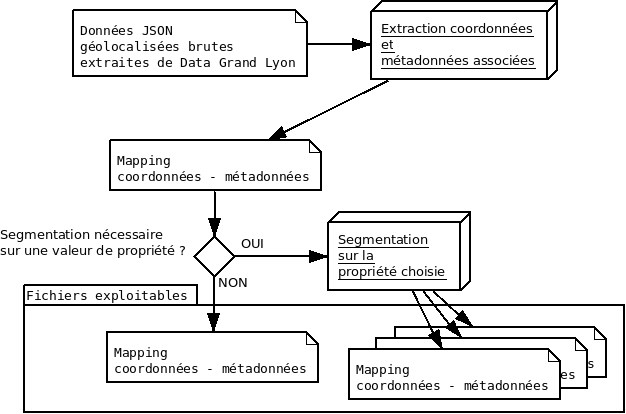 Données JSON
géolocalisées brutes
extraites de Data Grand Lyon
Extraction coordonnées
et
métadonnées associées
Mapping
coordonnées - métadonnées
Segmentation nécessaire
sur une valeur de propriété ?
OUI
Segmentation
sur la
propriété choisie
NON
Fichiers exploitables
Mapping
coordonnées - métadonnées
Mapping
coordonnées - métadonnées
es
s